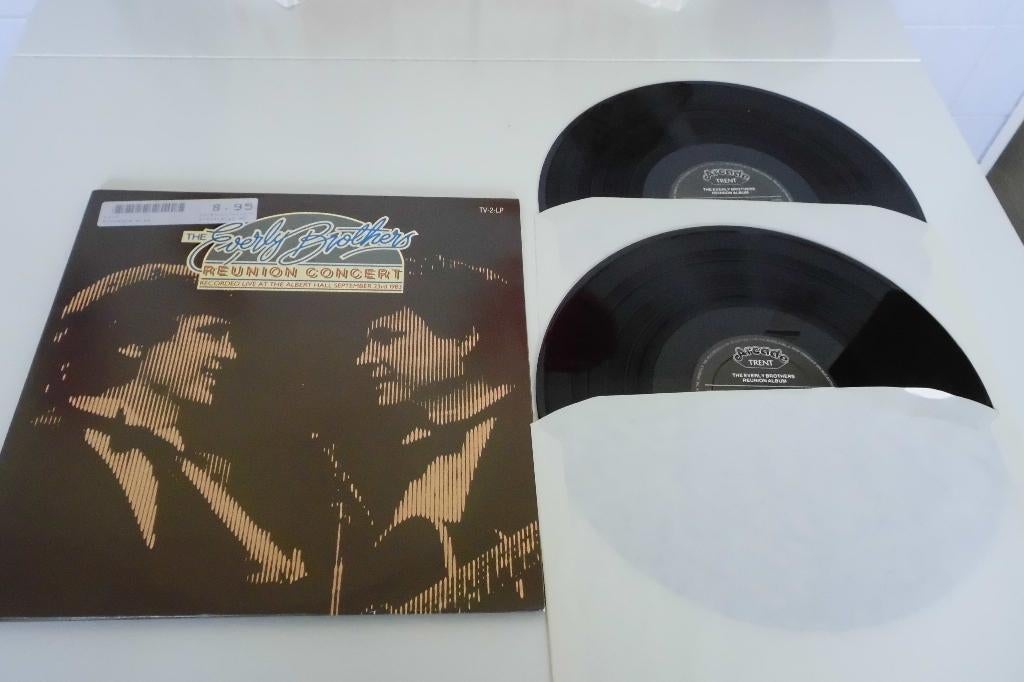 8.95
TV-2-LP
THE Everly Brothers
REUNION CONCERT
RECORDED LIVE AT THE ALBERT HALL SEPTEMBER 23rd 1983
Arcade
TRENT
THE EVERLY BROTHERS
REUNION ALBUM
Arcade
TRENT
THE EVERLY BROTHERS
REUNION ALBUM